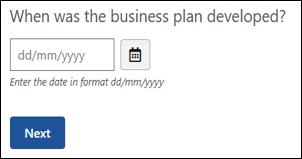 When was the business plan developed?
dd/mm/yyyy
Enter the date in format dd/mm/yyyy
Next